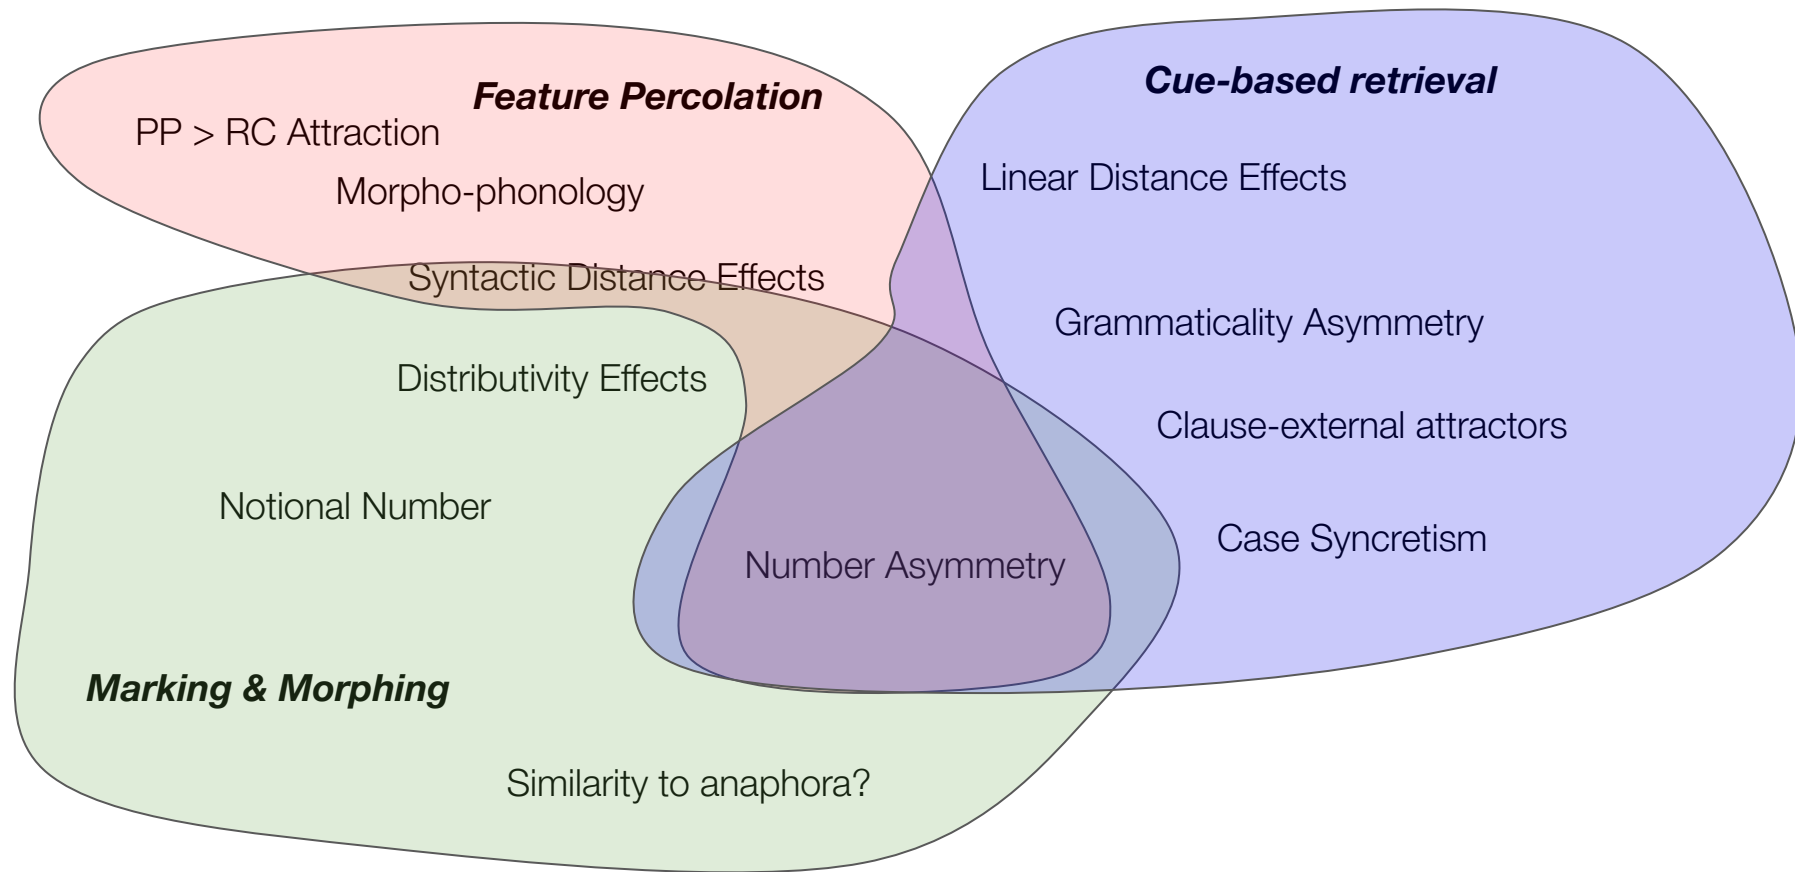 Feature Percolation
PP > RC Attraction
Morpho-phonology
Syntactic Distance Effects
Cue-based retrieval
Linear Distance Effects
Grammaticality Asymmetry
Clause-external attractors
Case Syncretism
Distributivity Effects
Notional Number
Number Asymmetry
Marking & Morphing
Similarity to anaphora?